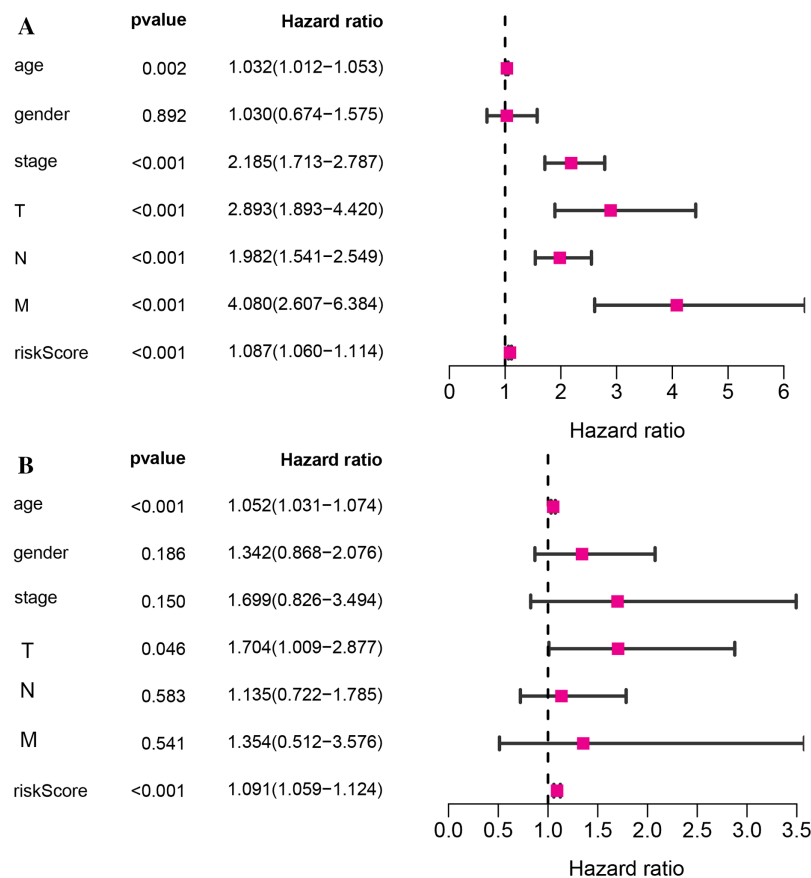 A pvalue Hazard ratio
age 0.002 1.032(1.012−1.053)
gender 0.892 1.030(0.674−1.575)
stage <0.001 2.185(1.713−2.787)
T <0.001 2.893(1.893−4.420)
N <0.001 1.982(1.541−2.549)
M <0.001 4.080(2.607−6.384)
riskScore <0.001 1.087(1.060−1.114)
0 1 2 3 4 5 6
Hazard ratio
B pvalue Hazard ratio
age <0.001 1.052(1.031−1.074)
gender 0.186 1.342(0.868−2.076)
stage 0.150 1.699(0.826−3.494)
T 0.046 1.704(1.009−2.877)
N 0.583 1.135(0.722−1.785)
M 0.541 1.354(0.512−3.576)
riskScore <0.001 1.091(1.059−1.124)
0.0 0.5 1.0 1.5 2.0 2.5 3.0 3.5
Hazard ratio